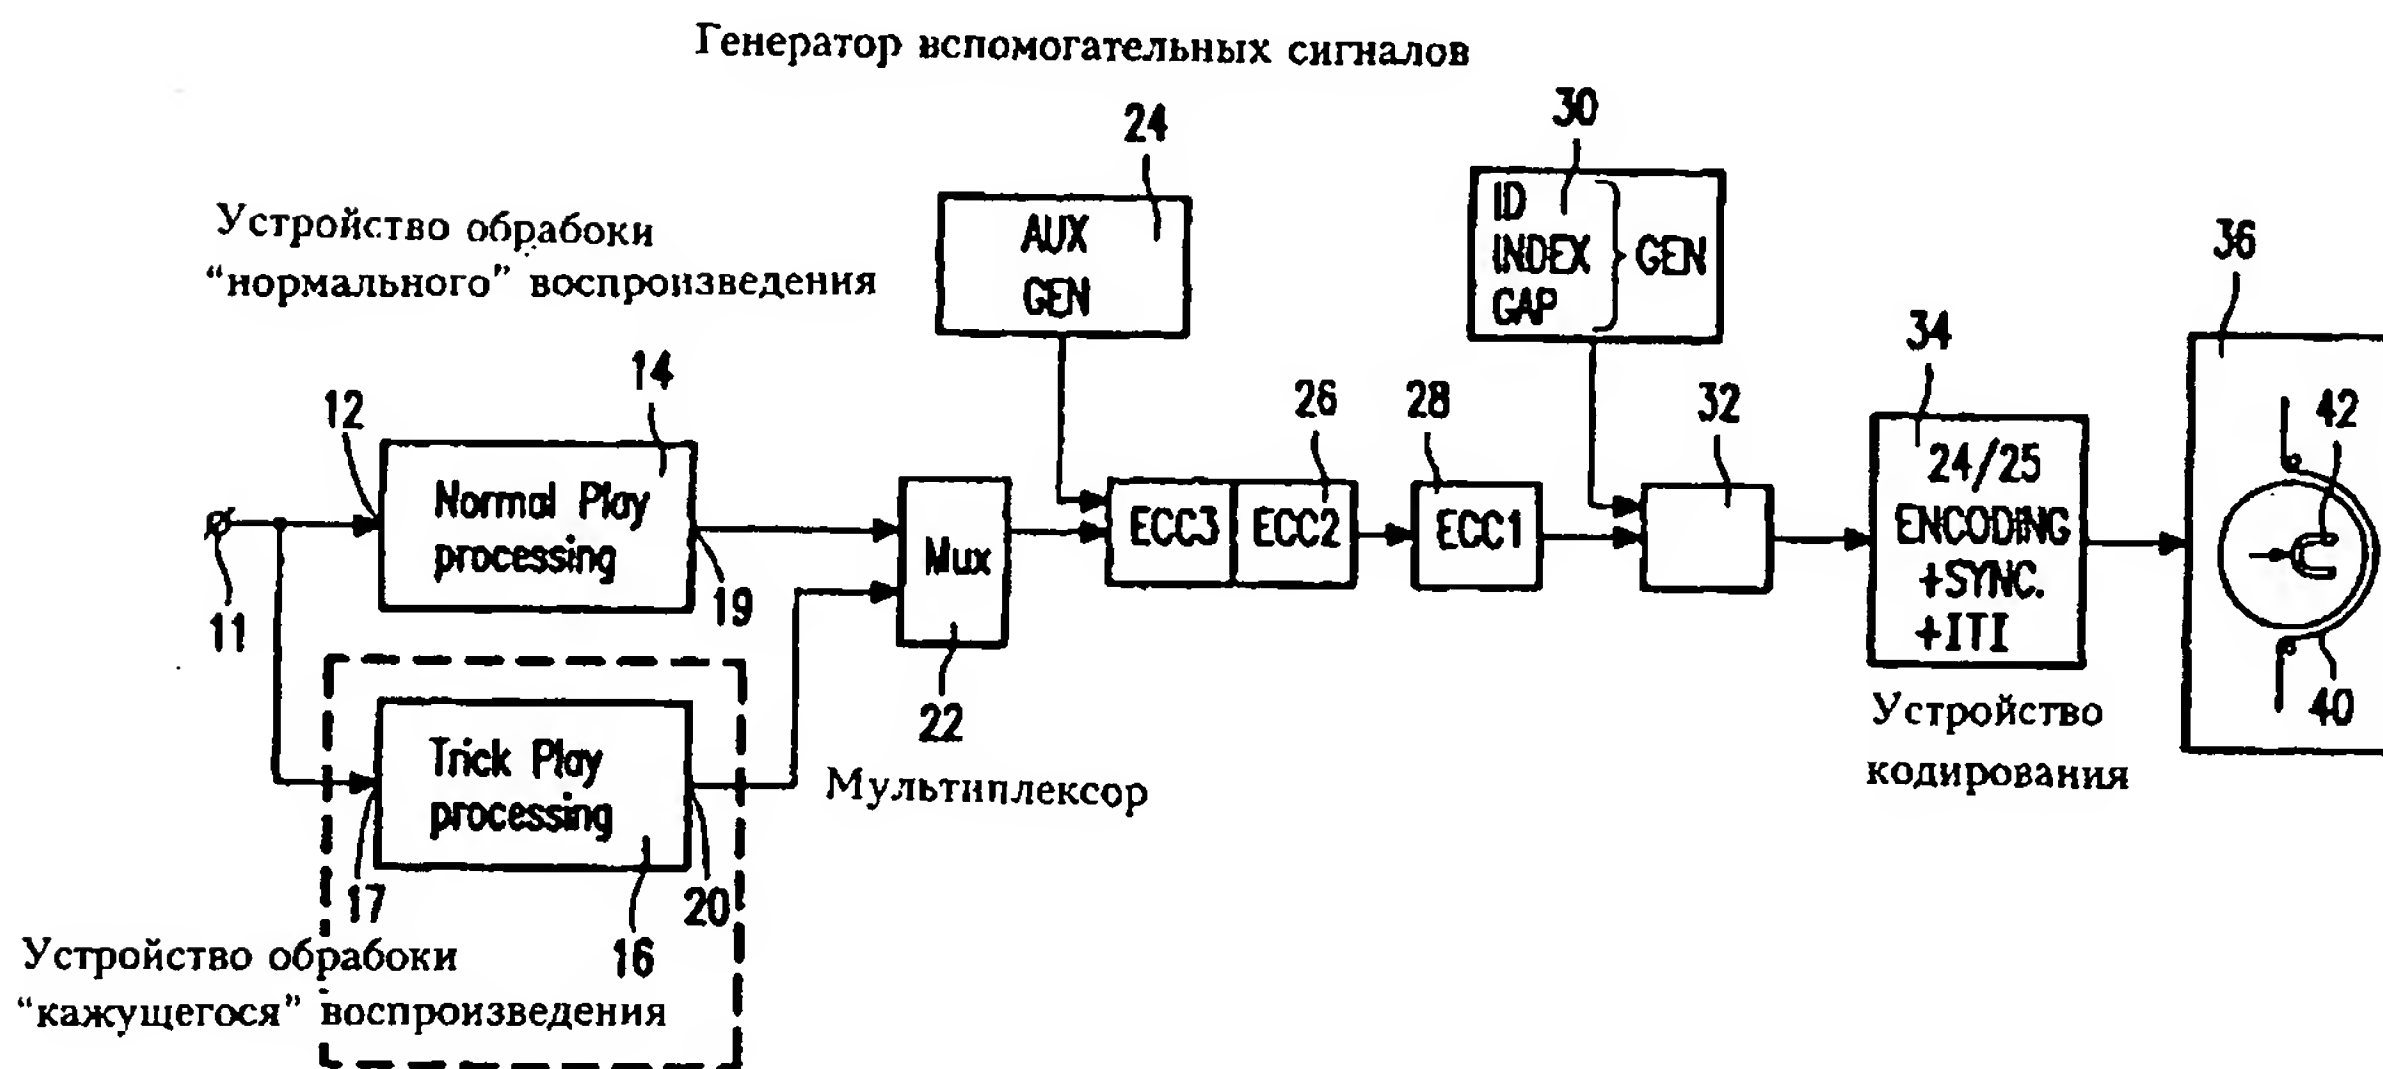 Генератор вспомогательных сигналов
24
30
AUX
GEN
ID
INDEX
GAP
GEN
36
Устройство обрабоки
“нормального” воспроизведения
14
12
26
28
32
34
42
Normal Play
processing
11
19
Mux
22
Мультиплексор
ECC3
ECC2
ECC1
24/25
ENCODING
+SYNC.
+ITI
Устройство
кодирования
40
Trick Play
processing
17
20
16
Устройство обрабоки
“кажущегося” воспроизведения